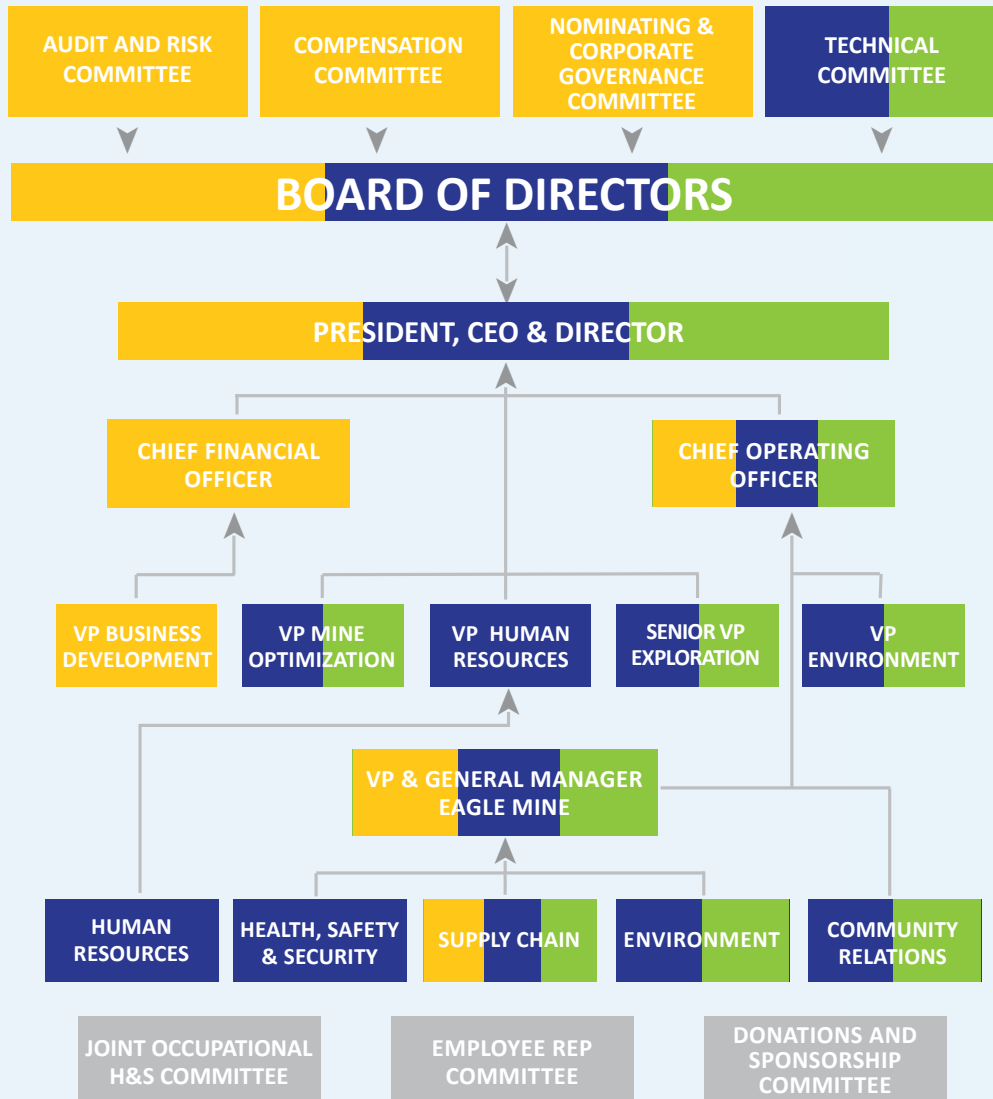 AUDIT AND RISK
COMMITTEE
COMPENSATION
COMMITTEE
NOMINATING &
CORPORATE
GOVERNANCE
COMMITTEE
TECHNICAL
COMMITTEE
BOARD OF DIRECTORS
PRESIDENT, CEO & DIRECTOR
CHIEF FINANCIAL
OFFICER
CHIEF OPERATING
OFFICER
VP BUSINESS
DEVELOPMENT
VP MINE
OPTIMIZATION
VP HUMAN
RESOURCES
SENIOR VP
EXPLORATION
VP
ENVIRONMENT
VP & GENERAL MANAGER
EAGLE MINE
HUMAN
RESOURCES
HEALTH, SAFETY
& SECURITY
SUPPLY CHAIN
ENVIRONMENT
COMMUNITY
RELATIONS
JOINT OCCUPATIONAL
H&S COMMITTEE
EMPLOYEE REP
COMMITTEE
DONATIONS AND
SPONSORSHIP
COMMITTEE